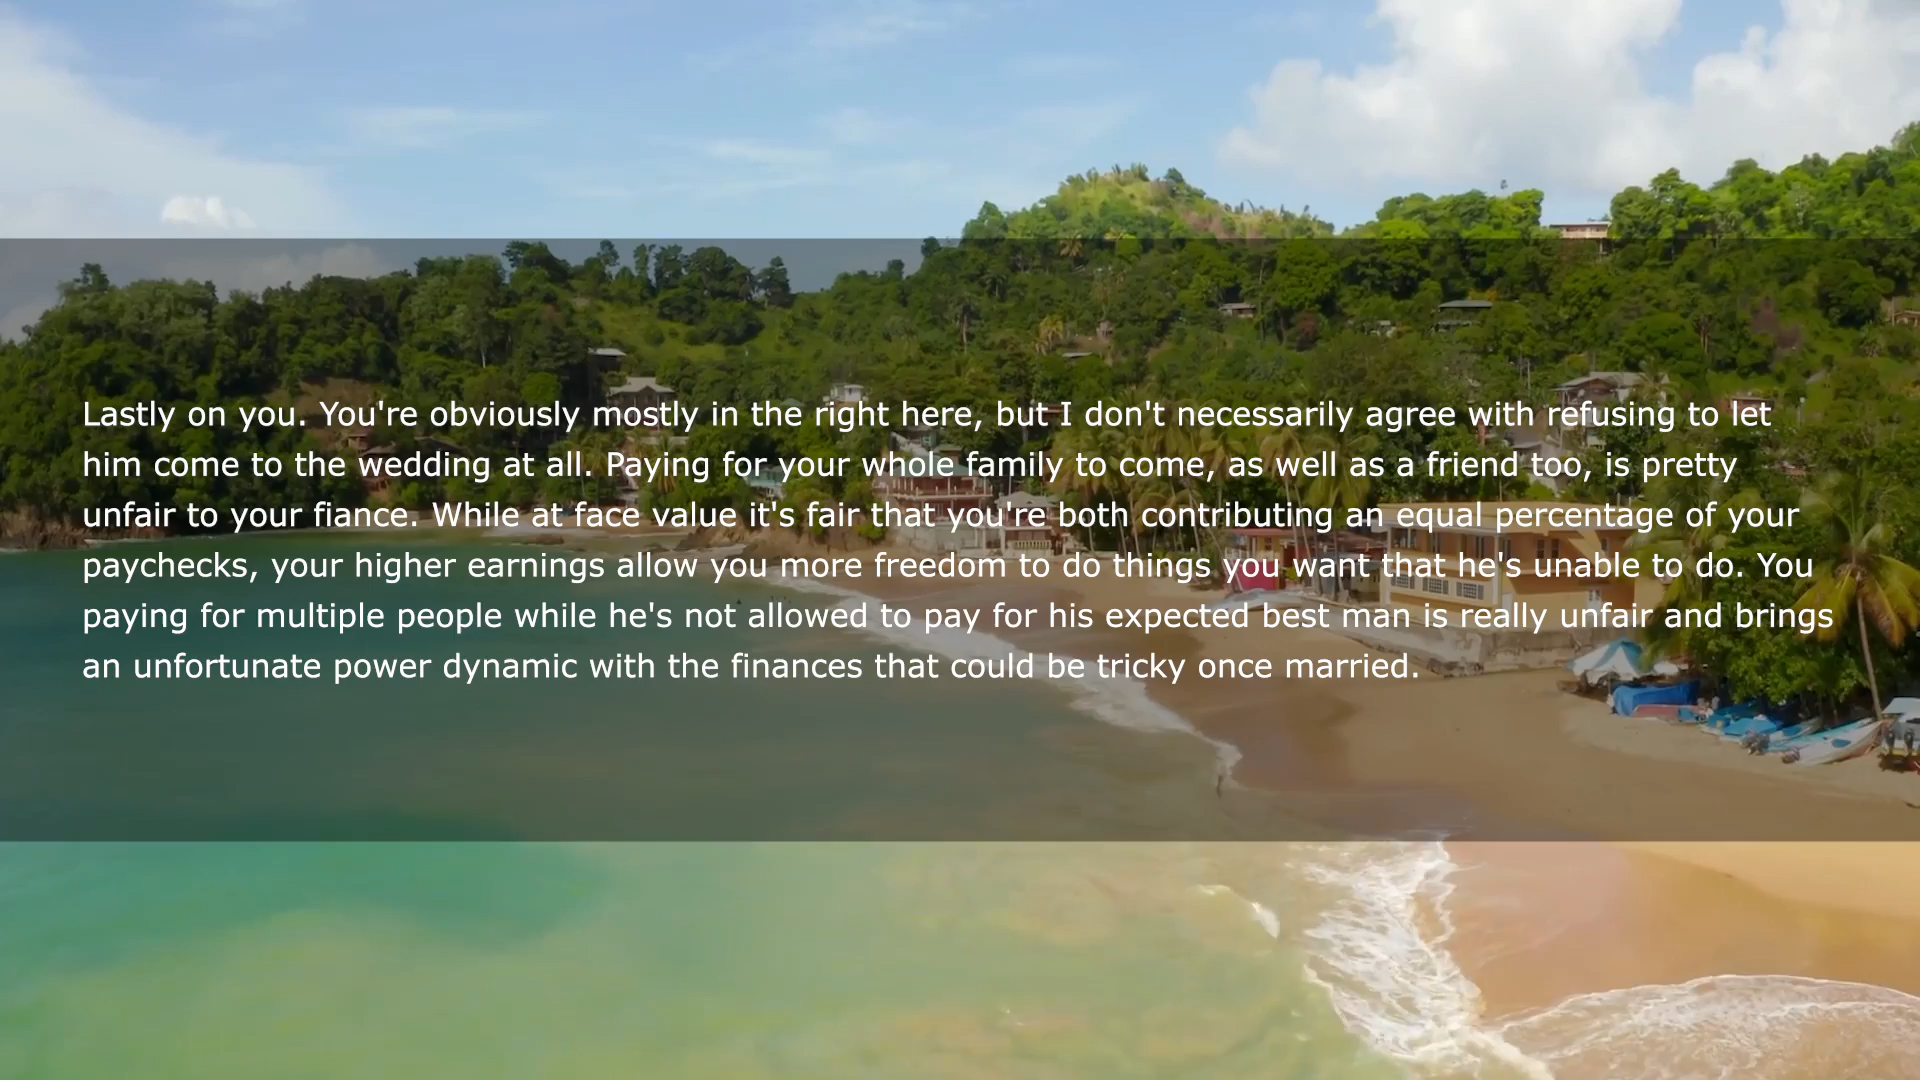 Lastly on you. You're obviously mostly in the right here, but I don't necessarily agree with refusing to let
him come to the wedding at all. Paying for your whole family to come, as well as a friend too, is pretty
unfair to your fiance. While at face value it's fair that you're both contributing an equal percentage of your
paychecks, your higher earnings allow you more freedom to do things you want that he's unable to do. You
paying for multiple people while he's not allowed to pay for his expected best man is really unfair and brings
an unfortunate power dynamic with the finances that could be tricky once married.